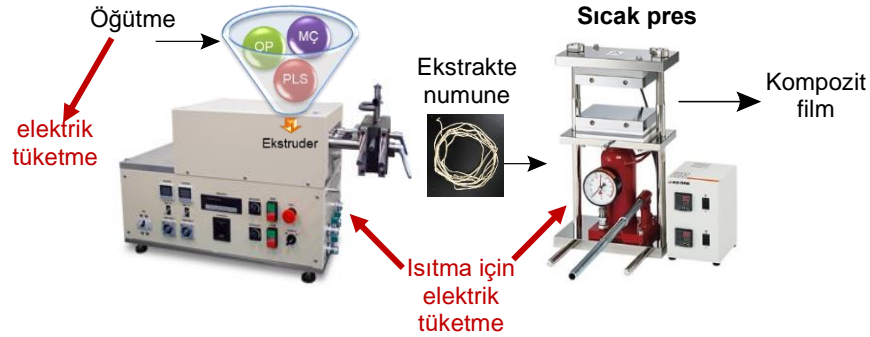 Öğütme
OP
MÇ
PLS
Ekstruder
elektrik
tüketme
Ekstrakte
numune
Sıcak pres
Kompozit
film
Isıtma için
elektrik
tüketme